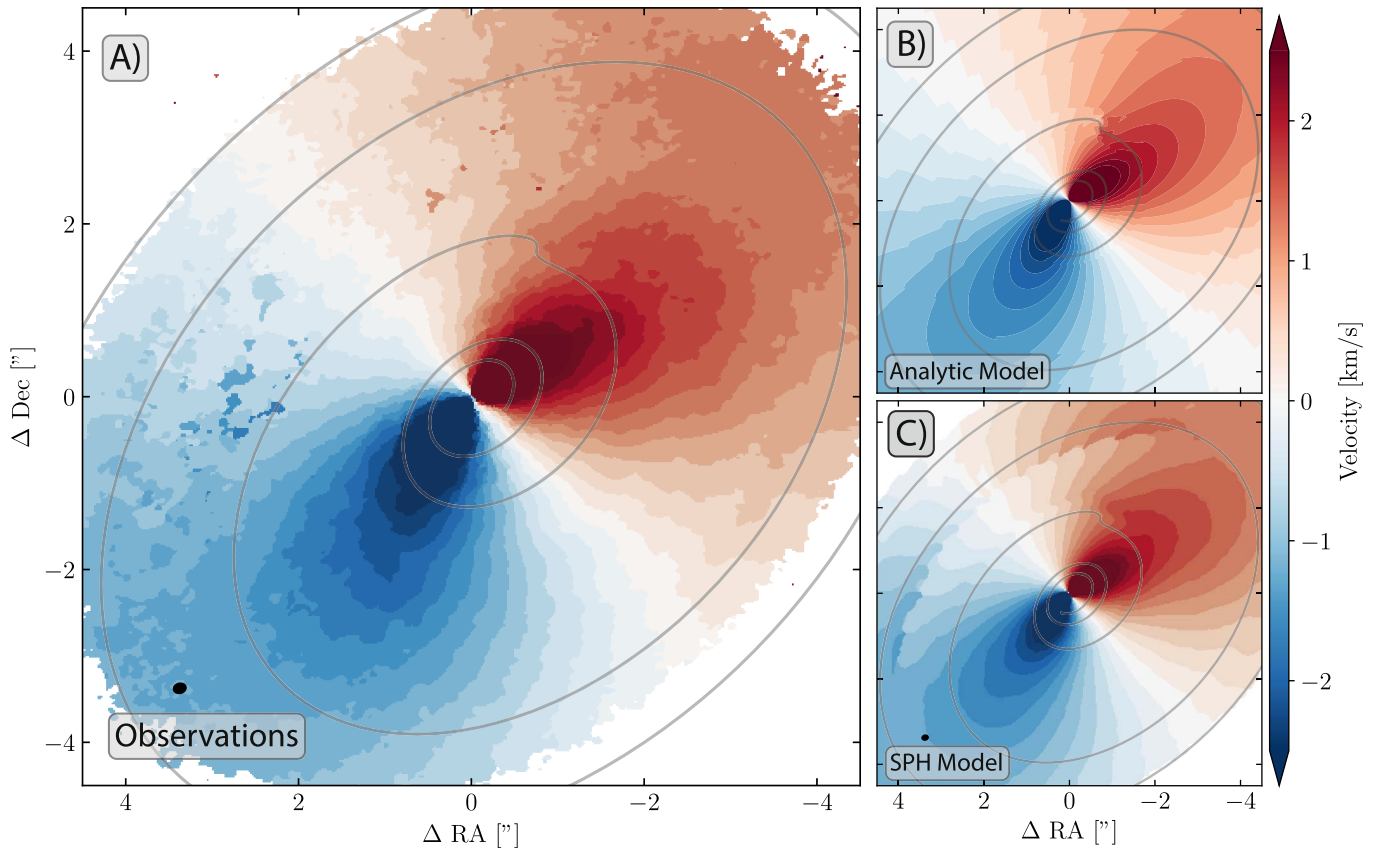 A)
4
2
0
−2
−4
Δ Dec [”]
Observations
4
2
0
−2
−4
Δ RA [”]
B)
Analytic Model
C)
SPH Model
4
2
0
−2
−4
Δ RA [”]
2
1
0
−1
−2
Velocity [km/s]